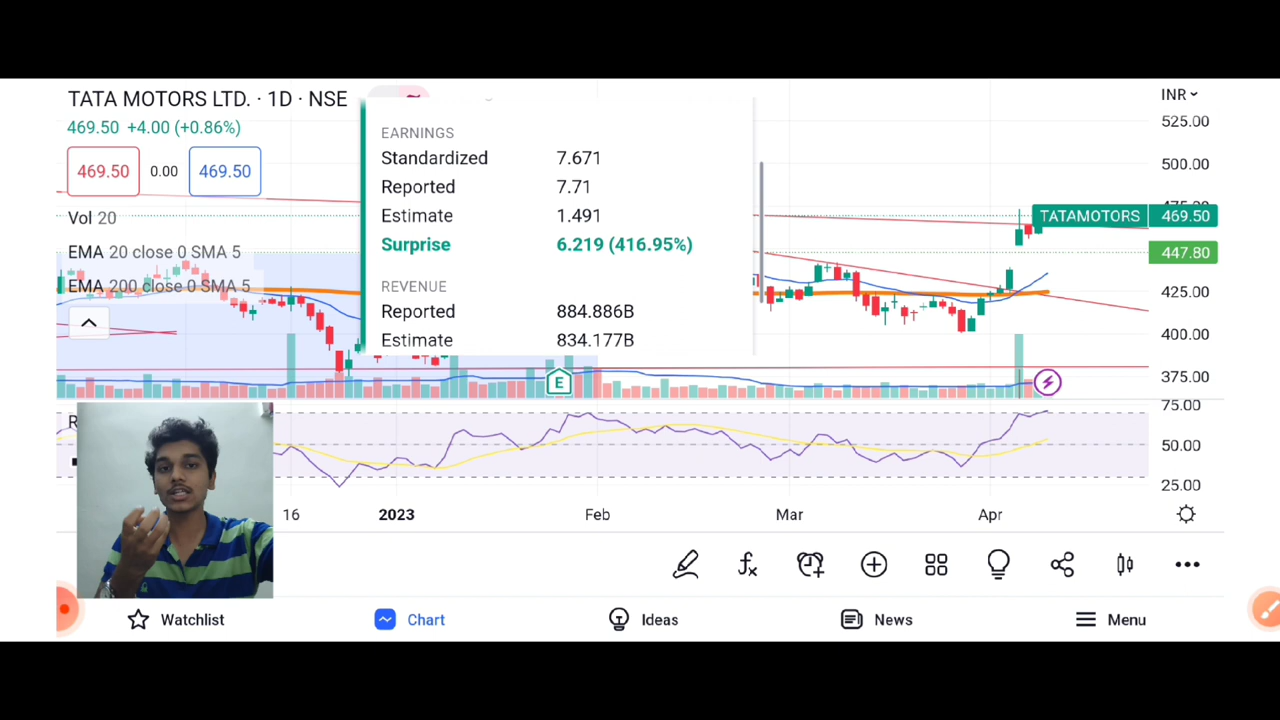 TATA MOTORS LTD. · 1D · NSE
469.50 +4.00 (+0.86%)
469.50 0.00 469.50
Vol 20
EMA 20 close 0 SMA 5
EMA 200 close 0 SMA 5
EARNINGS
Standardized 7.671
Reported 7.71
Estimate 1.491
Surprise 6.219 (416.95%)
REVENUE
Reported 884.886B
Estimate 834.177B
E
INR
525.00
500.00
475.00
TATAMOTORS 469.50
447.80
425.00
400.00
375.00
75.00
50.00
25.00
R
16 2023 Feb Mar Apr
Watchlist Chart Ideas News Menu